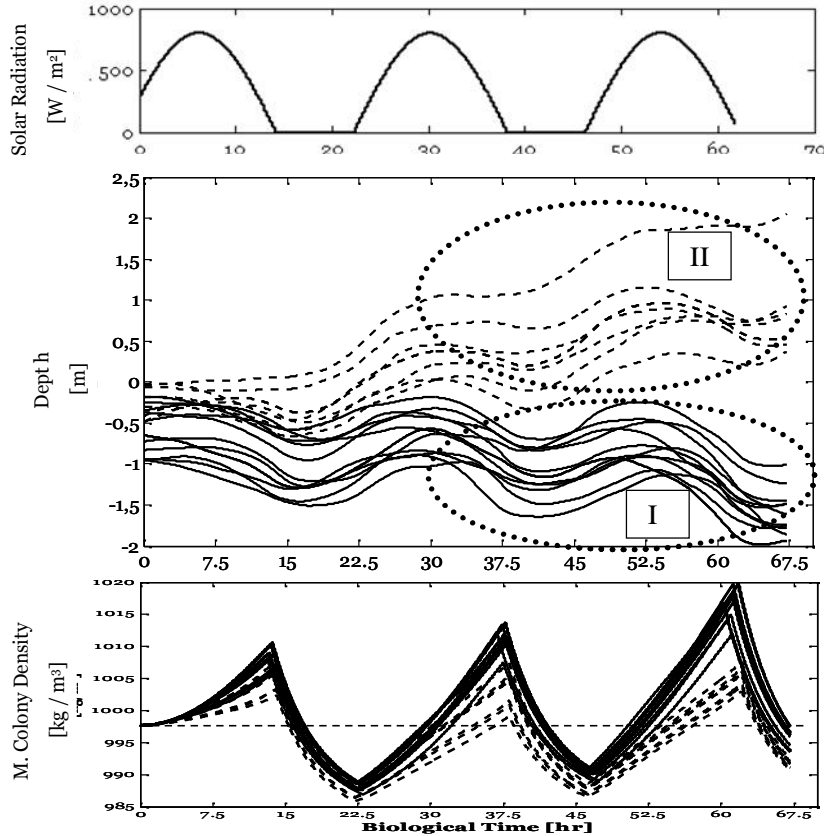 Solar Radiation
[W / m²]
1000
.500
0
0 10 20 30 40 50 60 70
Dept h
[m]
2,5
2
1,5
1
0,5
0
-0,5
-1
-1,5
-2
II
I
0 7.5 15 22.5 30 37.5 45 52.5 60 67.5
M. Colony Density
[kg / m³]
1020
1015
1010
1005
1000
995
990
985
0 7.5 15 22.5 30 37.5 45 52.5 60 67.5
Biological Time [hr]